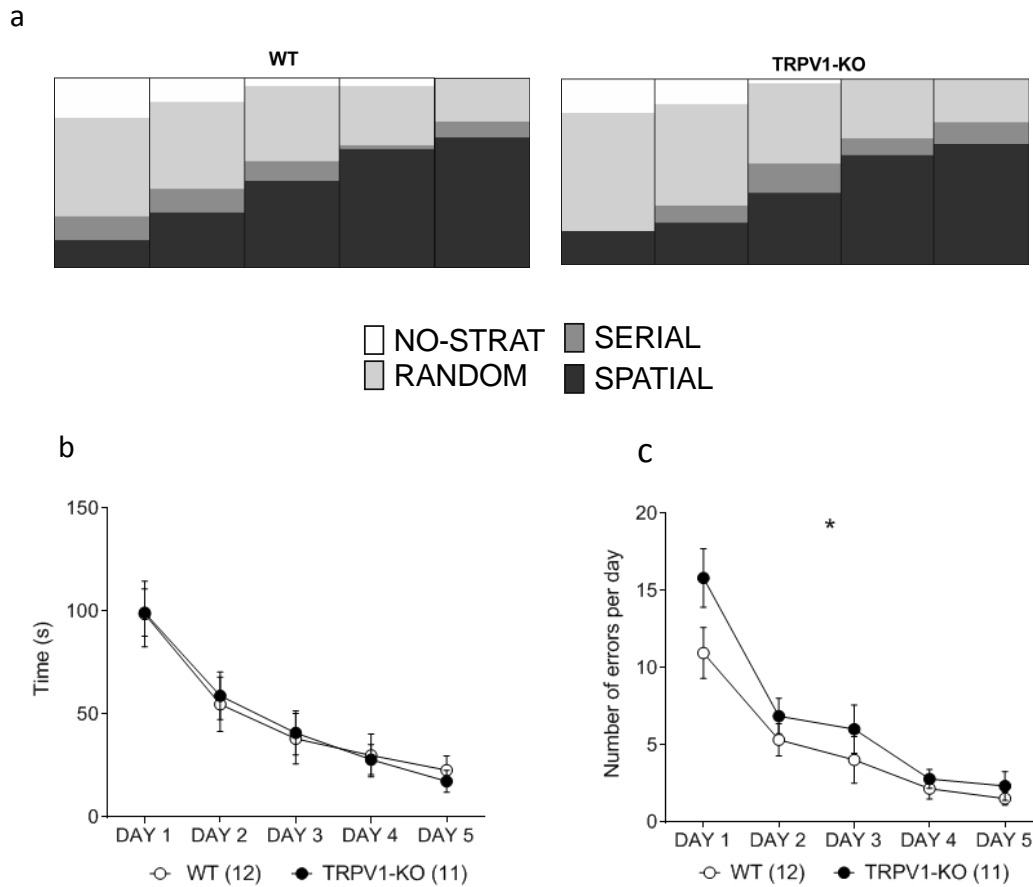 a
WT
TRPV1-KO
NO-STRAT
SERIAL
RANDOM
SPATIAL
b
150
100
50
0
Time (s)
DAY 1 DAY 2 DAY 3 DAY 4 DAY 5
WT (12) TRPV1-KO (11)
c
20
15
10
5
0
Number of errors per day
*
DAY 1 DAY 2 DAY 3 DAY 4 DAY 5
WT (12) TRPV1-KO (11)